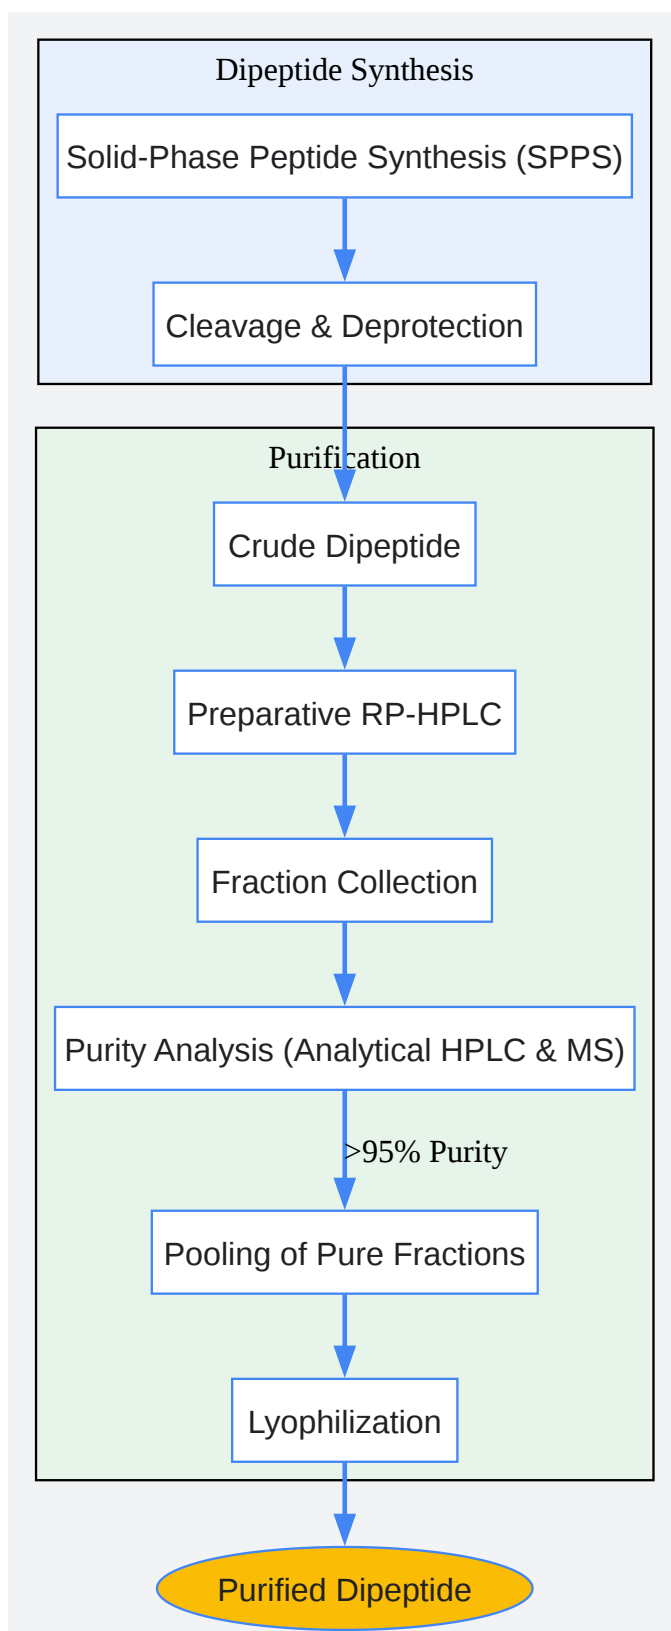 Dipeptide Synthesis
Solid-Phase Peptide Synthesis (SPPS)
Cleavage & Deprotection
Purification
Crude Dipeptide
Preparative RP-HPLC
Fraction Collection
Purity Analysis (Analytical HPLC & MS)
>95% Purity
Pooling of Pure Fractions
Lyophilization
Purified Dipeptide